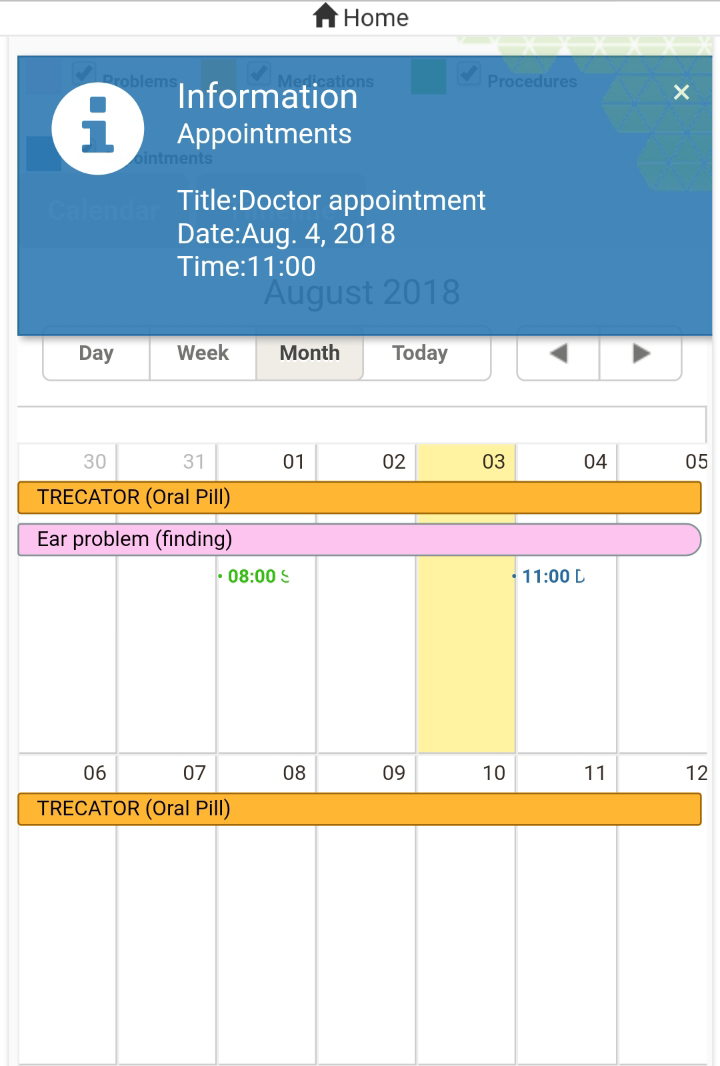 Home
Problems Medications Procedures
Information
Appointments
Calendar
Title:Doctor appointment
Date:Aug. 4, 2018
Time:11:00
August 2018
Day Week Month Today
30 31 01 02 03 04 05
TRECATOR (Oral Pill)
Ear problem (finding)
08:00 11:00
06 07 08 09 10 11 12
TRECATOR (Oral Pill)